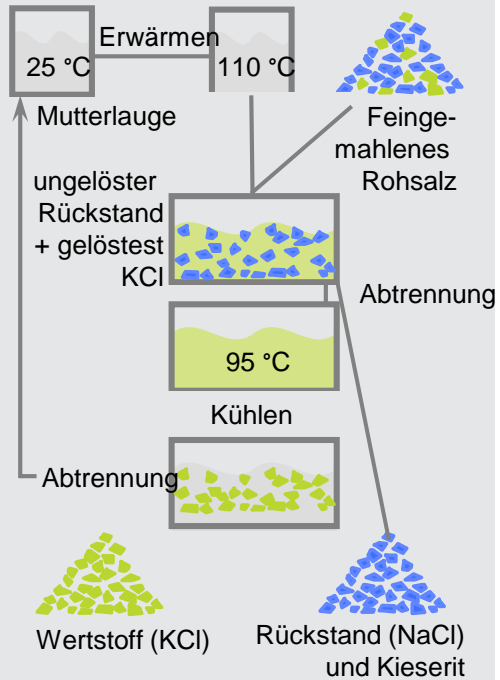 Erwärmen
25 °C
110 °C
Mutterlauge
Feinge-
mahlenes
Rohsalz
ungelöster
Rückstand
+ gelöstest
KCl
Abtrennung
95 °C
Kühlen
Abtrennung
Wertstoff (KCl)
Rückstand (NaCl)
und Kieserit